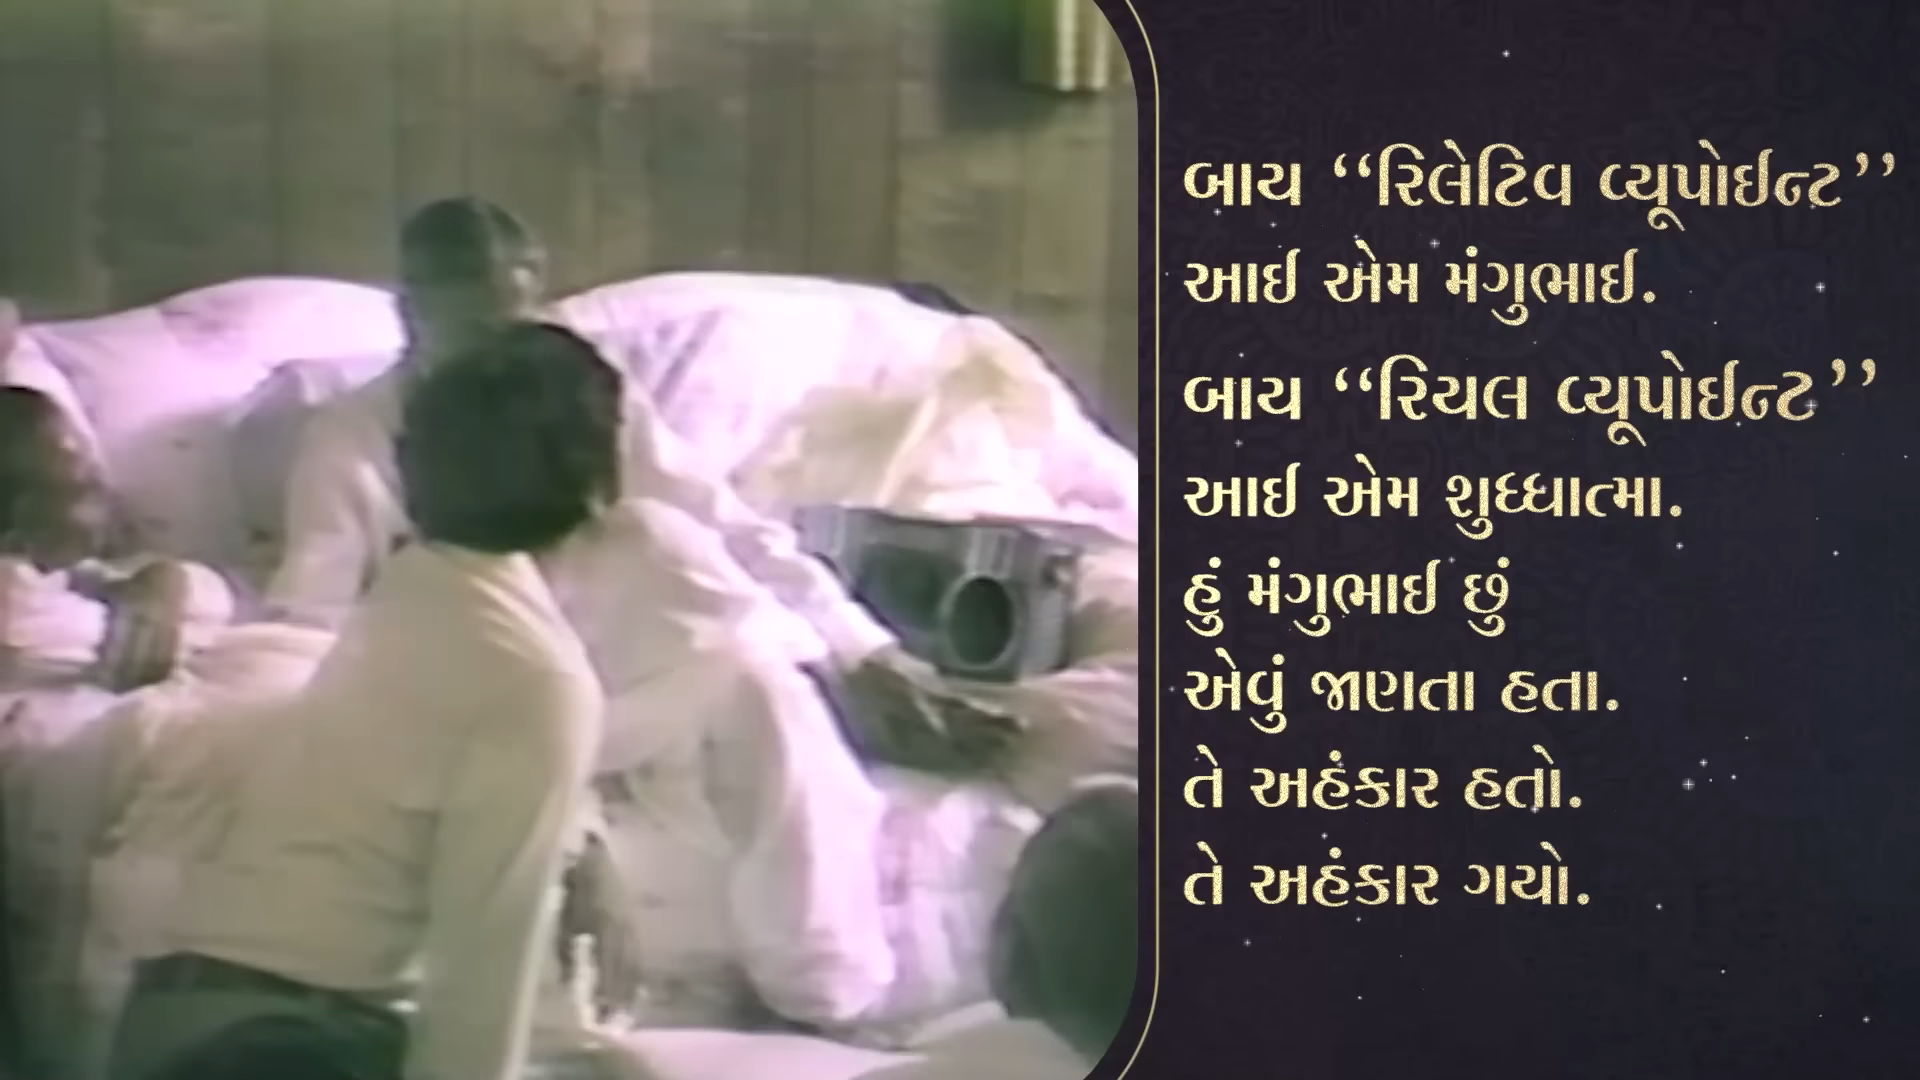 બાય “રિલેટિવ વ્યૂપોઈન્ટ”
આઈ એમ મંગુભાઈ.
બાય “રિયલ વ્યૂપોઈન્ટ”
આઈ એમ શુધ્ધાત્મા.
હું મંગુભાઈ છું
એવું જાણતા હતા.
તે અહંકાર હતો.
તે અહંકાર ગયો.